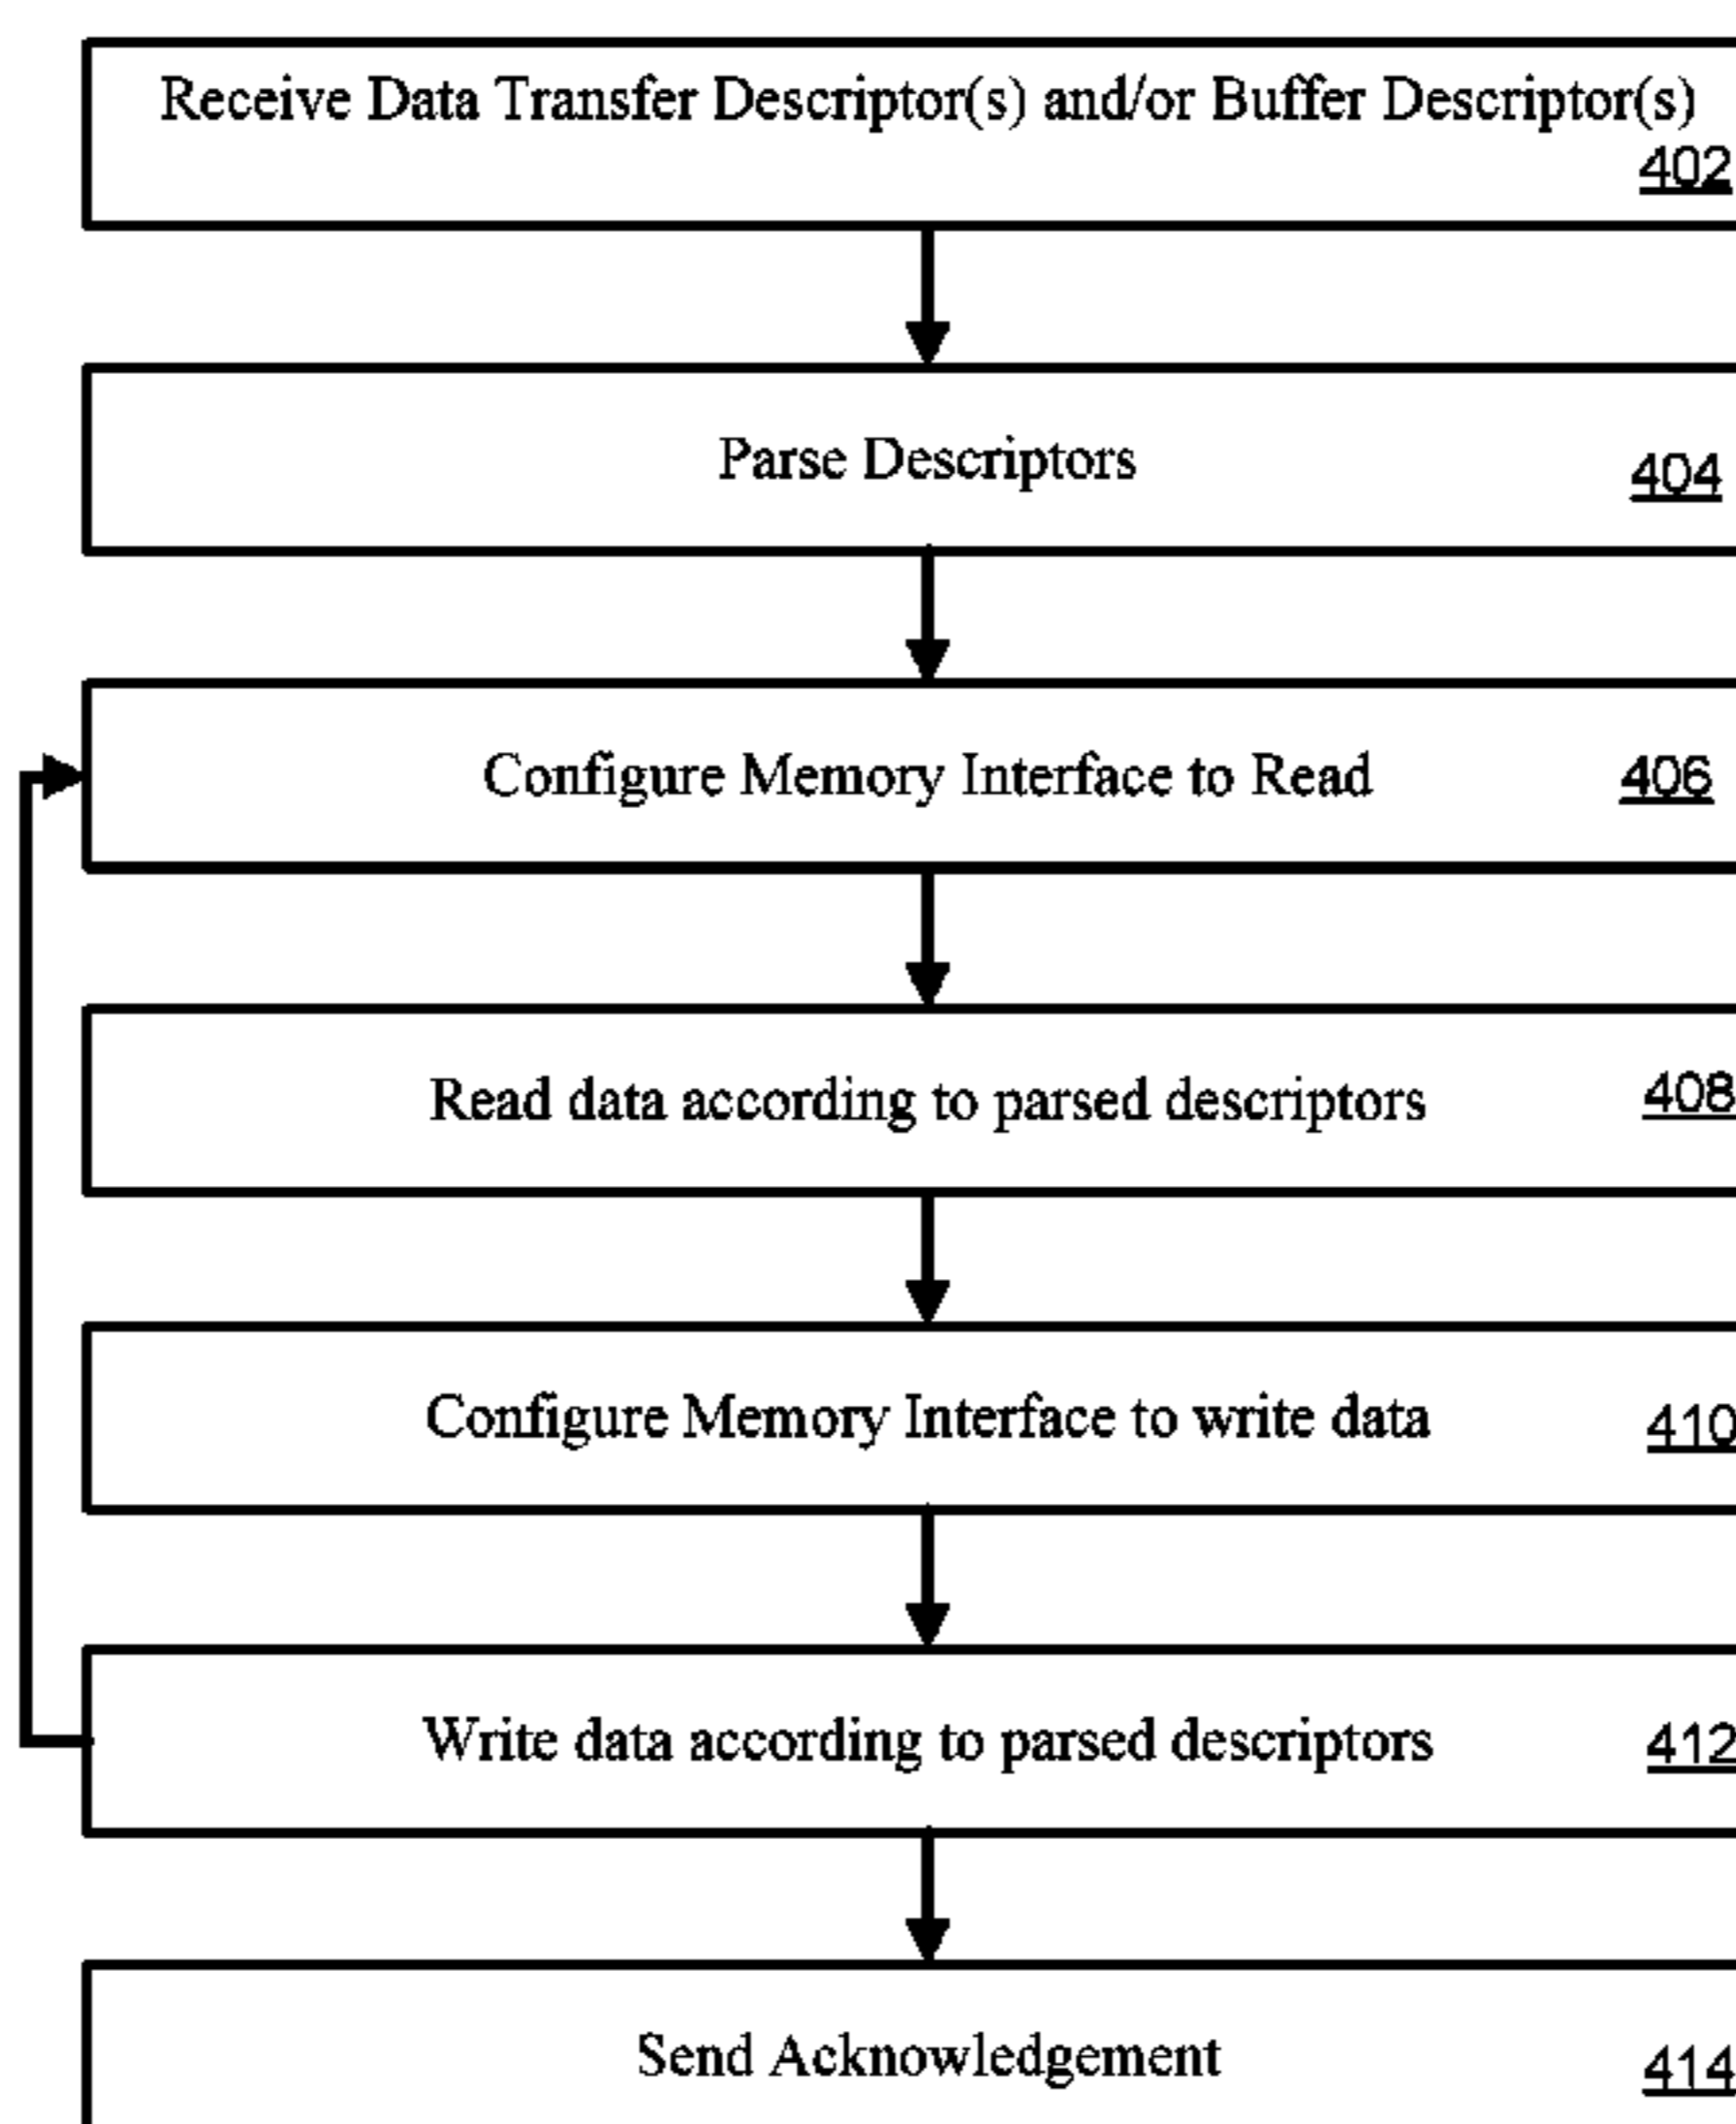 Receive Data Transfer Descriptor(s) and/or Buffer Descriptor(s)
402
Parse Descriptors
404
Configure Memory Interface to Read
406
Read data according to parsed descriptors
408
Configure Memory Interface to write data
410
Write data according to parsed descriptors
412
Send Acknowledgement
414